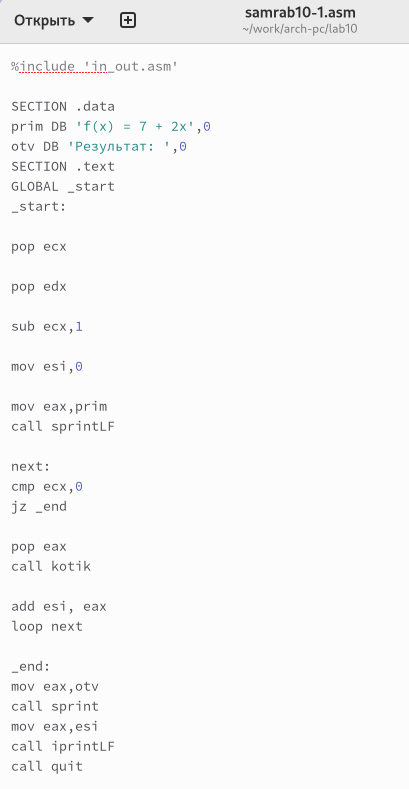 Открыть
samrab10-1.asm
~/work/arch-pc/lab10
%include 'in_out.asm'
SECTION .data
prim DB 'f(x) = 7 + 2x',0
otv DB 'Результат: ',0
SECTION .text
GLOBAL _start
_start:
pop ecx
pop edx
sub ecx,1
mov esi,0
mov eax,prim
call sprintLF
next:
cmp ecx,0
jz _end
pop eax
call kotik
add esi, eax
loop next
_end:
mov eax,otv
call sprint
mov eax,esi
call iprintLF
call quit